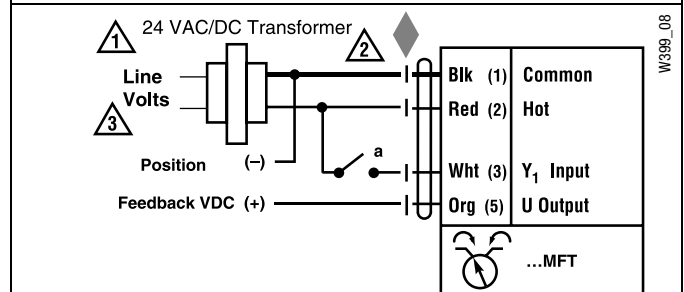 1 24 VAC/DC Transformer
2
W399_08
Line
Volts
3
Blk (1) Common
Red (2) Hot
a
Position (–)
Wht (3) Y1 Input
Feedback VDC (+)
Org (5) U Output
...MFT